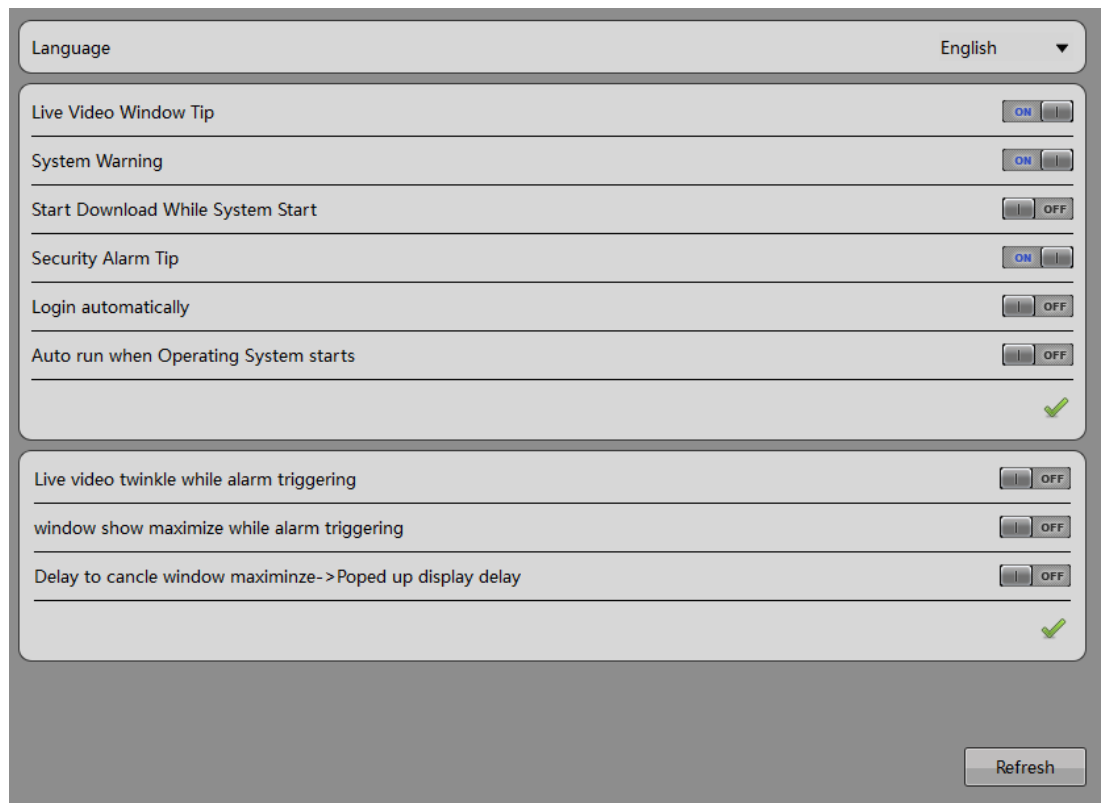 Language English
Live Video Window Tip ON
System Warning ON
Start Download While System Start OFF
Security Alarm Tip ON
Login automatically OFF
Auto run when Operating System starts OFF
Live video twinkle while alarm triggering OFF
window show maximize while alarm triggering OFF
Delay to cancle window maximinze->Poped up display delay OFF
Refresh